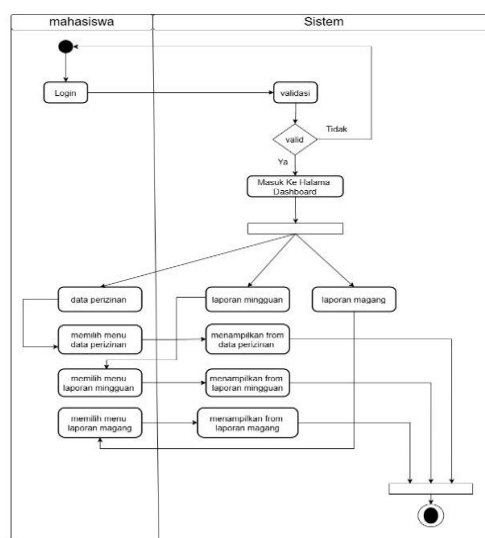 mahasiswa
Sistem
Login
validasi
Tidak
valid
Ya
Masuk Ke Halama
Dashboard
data perizinan
laporan mingguan
laporan magang
memilih menu
data perizinan
menampilkan from
data perizinan
memilih menu
laporan mingguan
menampilkan from
laporan mingguan
memilih menu
laporan magang
menampilkan from
laporan magang